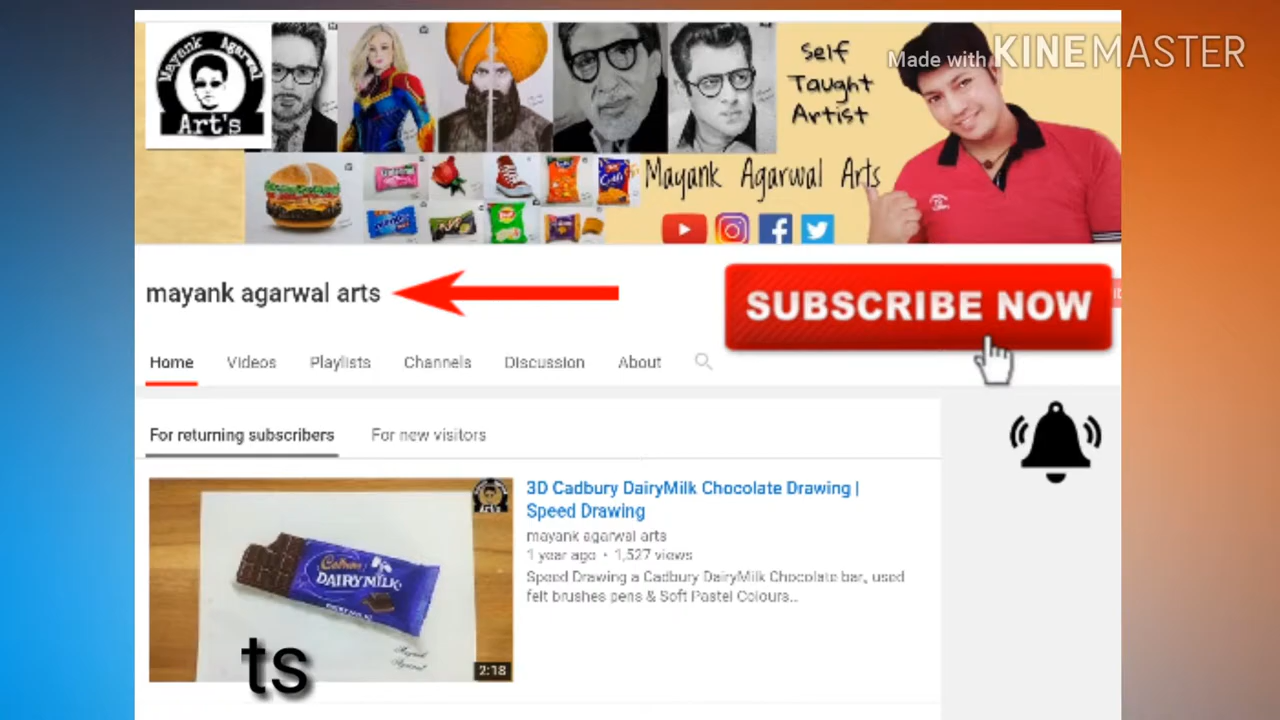 Made with KINEMASTER
Mayank Agarwal
Art's
Self
Taught
Artist
Mayank Agarwal Arts
mayank agarwal arts
SUBSCRIBE NOW
Home Videos Playlists Channels Discussion About
For returning subscribers For new visitors
3D Cadbury DairyMilk Chocolate Drawing |
Speed Drawing
mayank agarwal arts
1 year ago • 1,527 views
Speed Drawing a Cadbury DairyMilk Chocolate bar,, used
felt brushes pens & Soft Pastel Colours...
Cadbury
DAIRY MILK
Mayank
Agarwal
2:18
ts